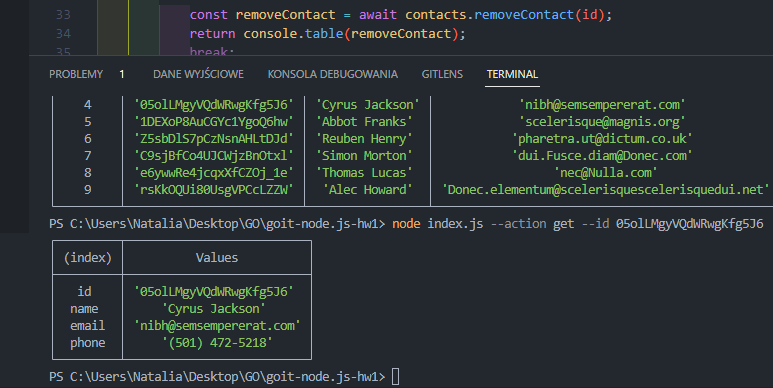 33 const removeContact = await contacts.removeContact(id);
34 return console.table(removeContact);
35 break;
PROBLEMY 1 DANE WYJŚCIOWE KONSOLA DEBUGOWANIA GITLENS TERMINAL
4 '05olLMgyVQdWRwgKfg5J6' 'Cyrus Jackson' 'nibh@semsempererat.com'
5 '1DEXoP8AuCGYc1YgoQ6hw' 'Abbot Franks' 'scelerisque@magnis.org'
6 'Z5sbDlS7pCzNsnAHLtDJd' 'Reuben Henry' 'pharetra.ut@dictum.co.uk'
7 'C9sjBfCo4UJCWjzBnOtxl' 'Simon Morton' 'dui.Fusce.diam@Donec.com'
8 'e6ywwRe4jcqxXfCZOj_1e' 'Thomas Lucas' 'nec@Nulla.com'
9 'rsKkOQUi80UsgVPCcLZZW' 'Alec Howard' 'Donec.elementum@scelerisquescelerisquedui.net'
PS C:\Users\Natalia\Desktop\GO\goit-node.js-hw1> node index.js --action get --id 05olLMgyVQdWRwgKfg5J6
(index) Values
id '05olLMgyVQdWRwgKfg5J6'
name 'Cyrus Jackson'
email 'nibh@semsempererat.com'
phone '(501) 472-5218'
PS C:\Users\Natalia\Desktop\GO\goit-node.js-hw1>